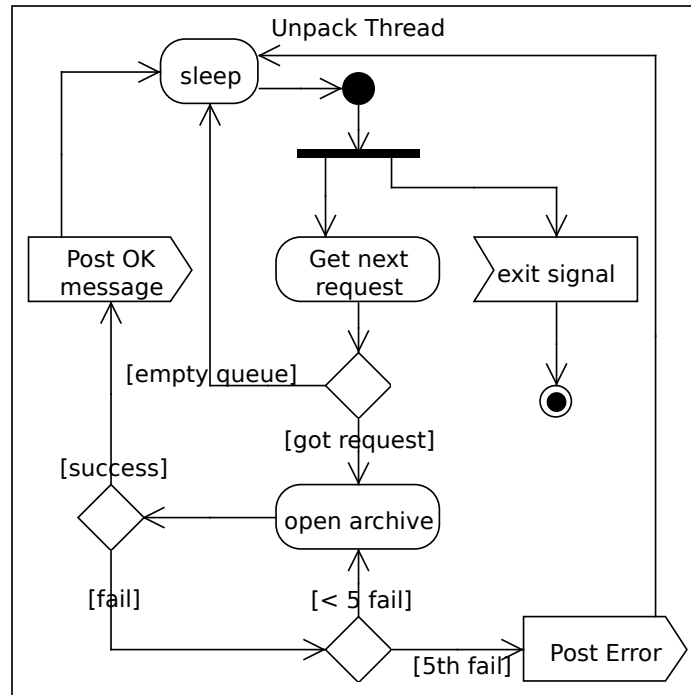 Unpack Thread
sleep
Post OK
message
Get next
request
exit signal
[empty queue]
[got request]
[success]
open archive
[fail]
[< 5 fail]
[5th fail]
Post Error